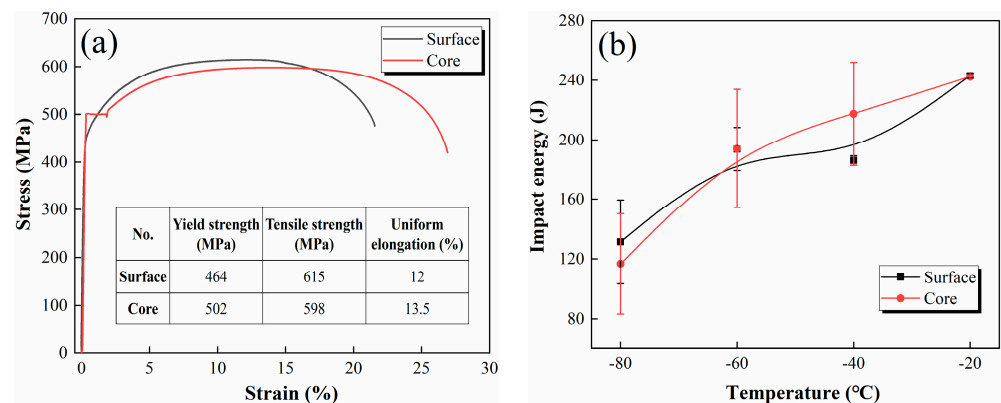 (a)
Surface
Core
Stress (MPa)
700
600
500
400
300
200
100
0
No.
Yield strength (MPa)
Tensile strength (MPa)
Uniform elongation (%)
Surface 464 615 12
Core 502 598 13.5
0 5 10 15 20 25 30
Strain (%)
(b)
Impact energy (J)
280
240
200
160
120
80
Surface
Core
-80 -60 -40 -20
Temperature (℃)